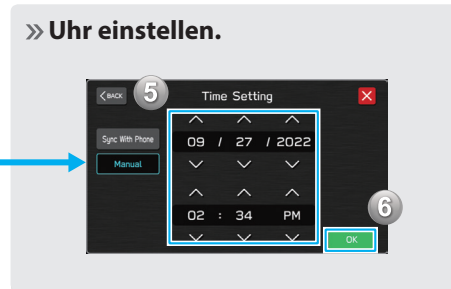 » Uhr einstellen.
< BACK 5 Time Setting X
Sync With Phone
09 / 27 / 2022
Manual
02 : 34 PM
6
OK